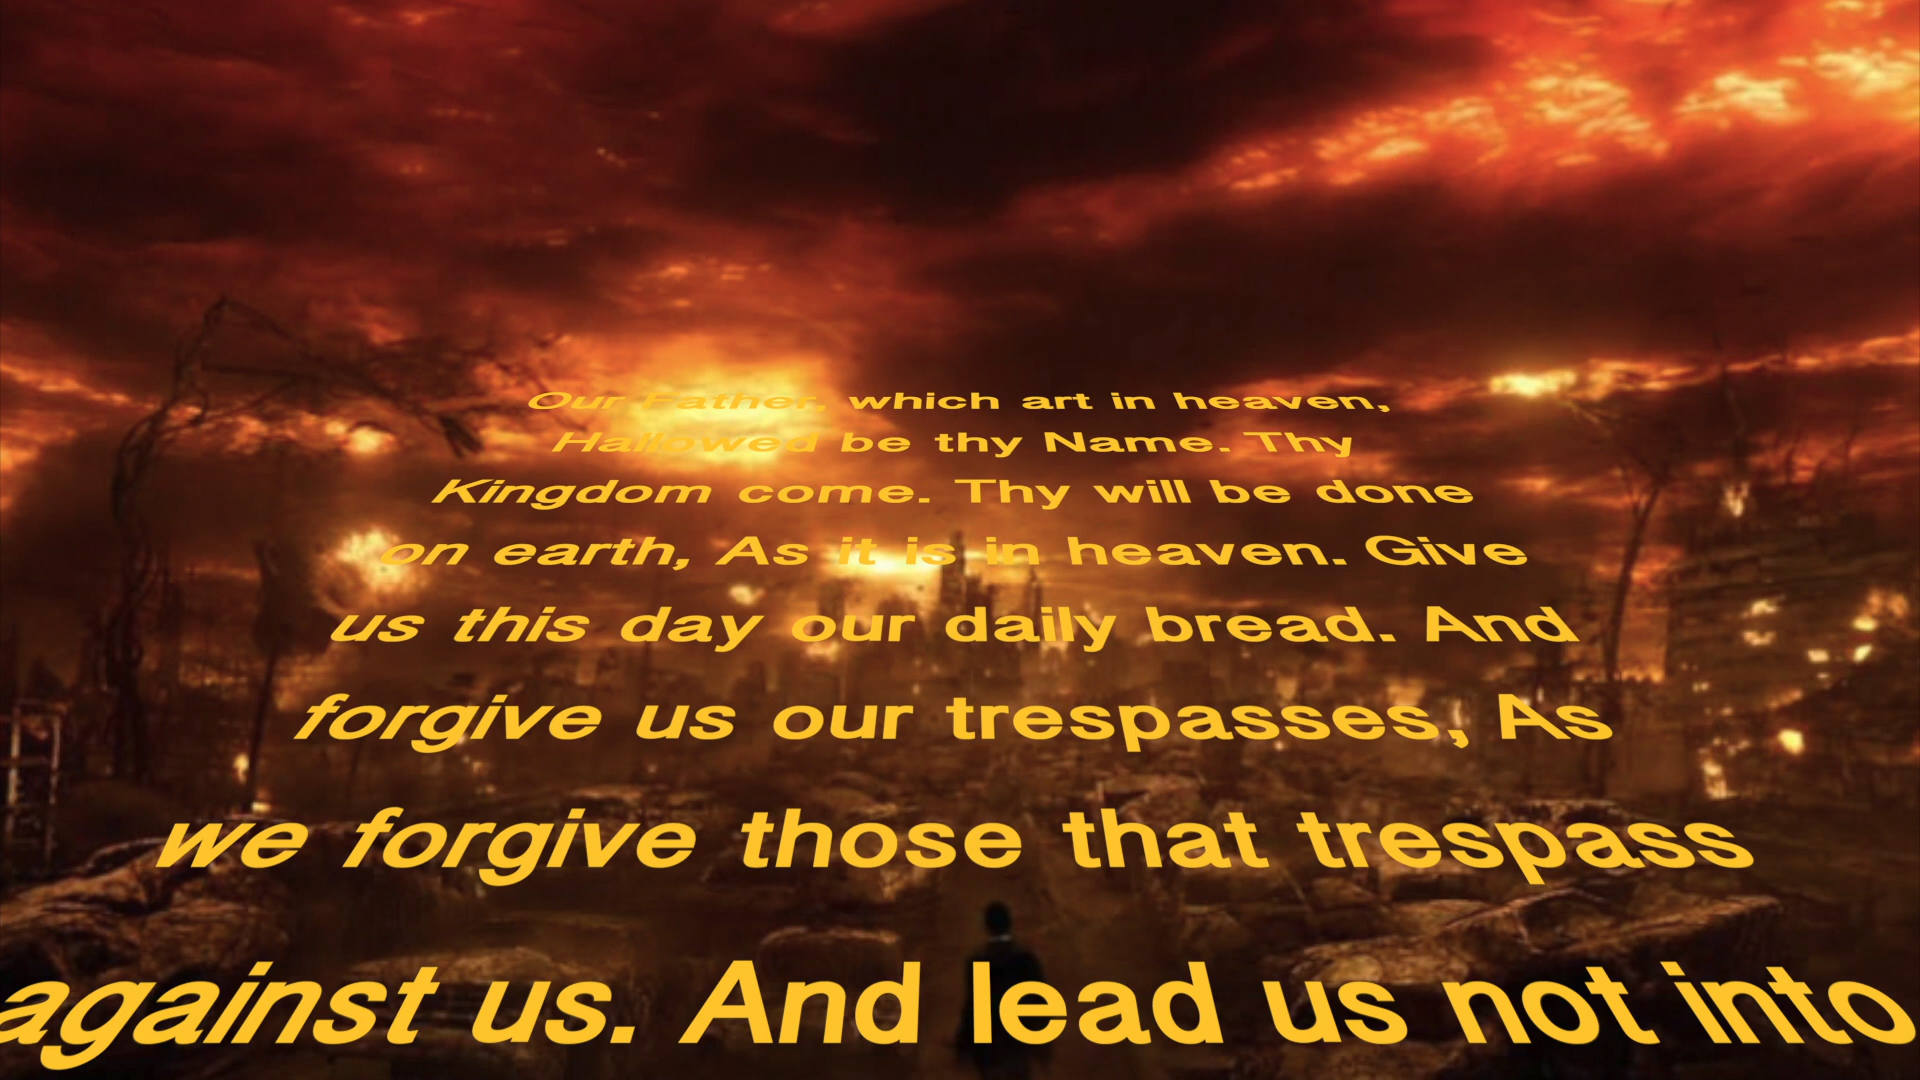 Our Father, which art in heaven,
Hallowed be thy Name. Thy
Kingdom come. Thy will be done
on earth, As it is in heaven. Give
us this day our daily bread. And
forgive us our trespasses, As
we forgive those that trespass
against us. And lead us not into